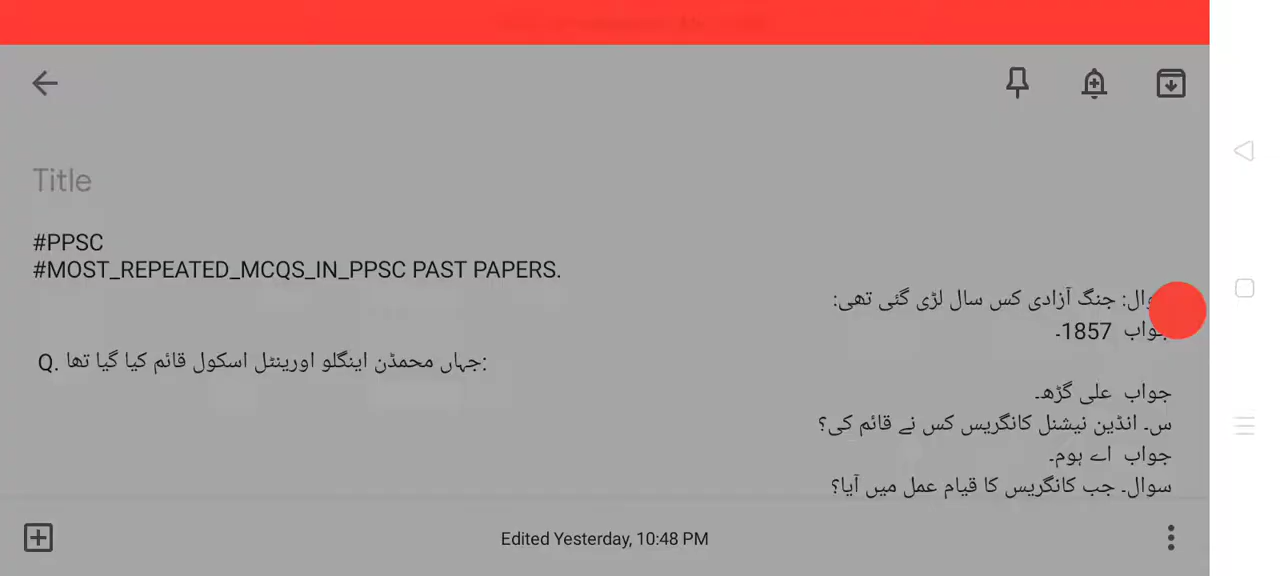 Title
#PPSC
#MOST_REPEATED_MCQS_IN_PPSC PAST PAPERS.
جنگ آزادی کس سال لڑی گئی تھی:
جواب 1857۔
Q. جہاں محمڈن اینگلو اورینٹل اسکول قائم کیا گیا تھا:
جواب علی گڑھ۔
س۔ انڈین نیشنل کانگریس کس نے قائم کی؟
جواب اے ہوم۔
سوال۔ جب کانگریس کا قیام عمل میں آیا؟
Edited Yesterday, 10:48 PM